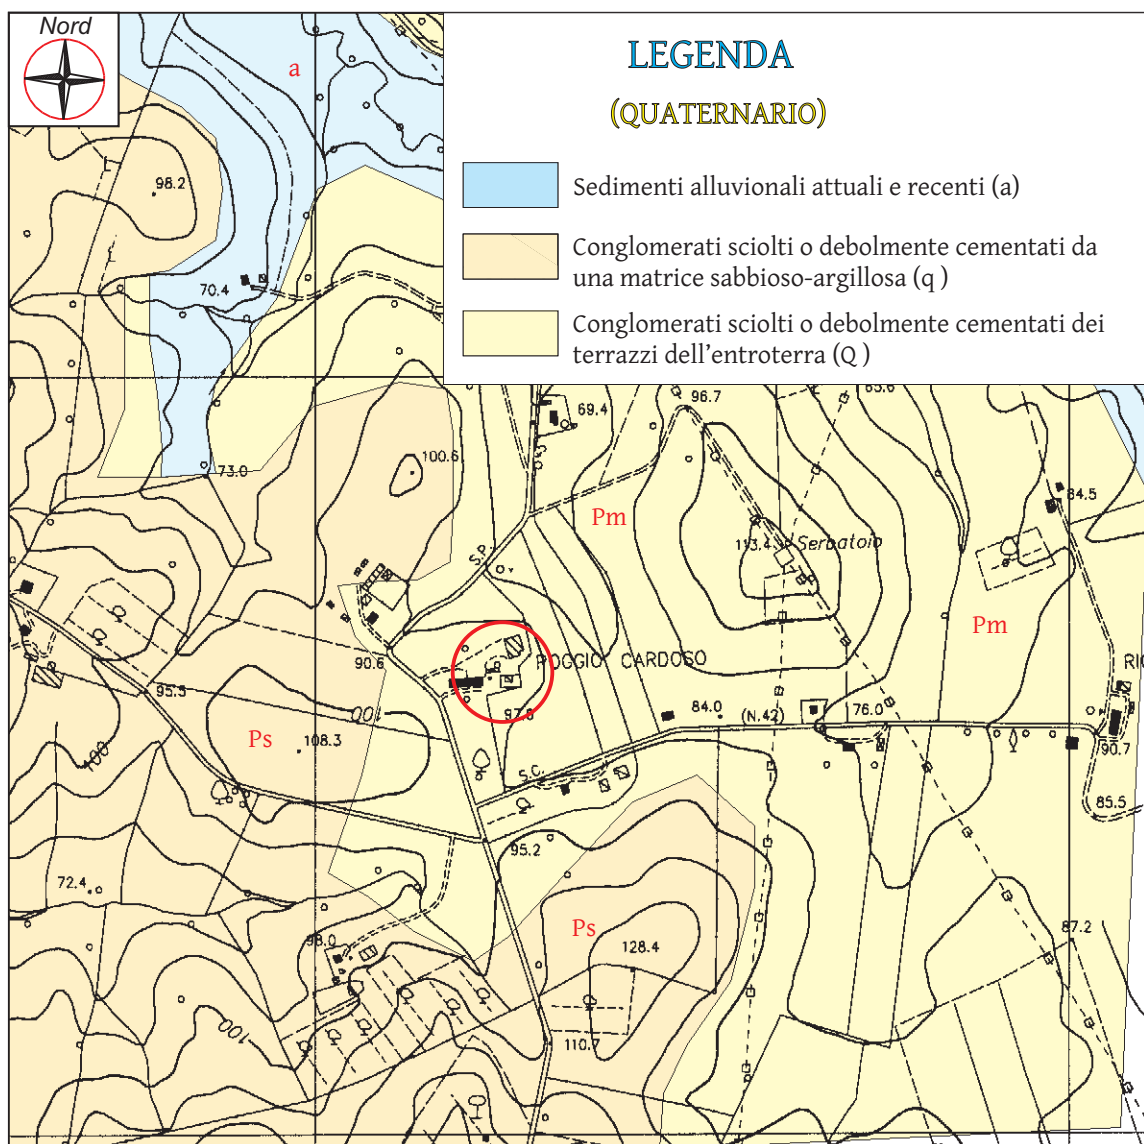 Nord
LEGENDA
(QUATERNARIO)
Sedimenti alluvionali attuali e recenti (a)
Conglomerati sciolti o debolmente cementati da
una matrice sabbioso-argillosa (q )
Conglomerati sciolti o debolmente cementati dei
terrazzi dell'entroterra (Q )
a
98.2
70.4
96.7
69.4
100.6
73.0
84.5
Pm
S.P.
113.4
Serbatoio
Pm
90.6
POGGIO CARDOSO
95.3
100
97.8
84.0
(N.42)
76.0
Ps
108.3
100
S.C.
90.7
85.5
95.2
72.4
Ps
98.0
128.4
87.2
100
110.7